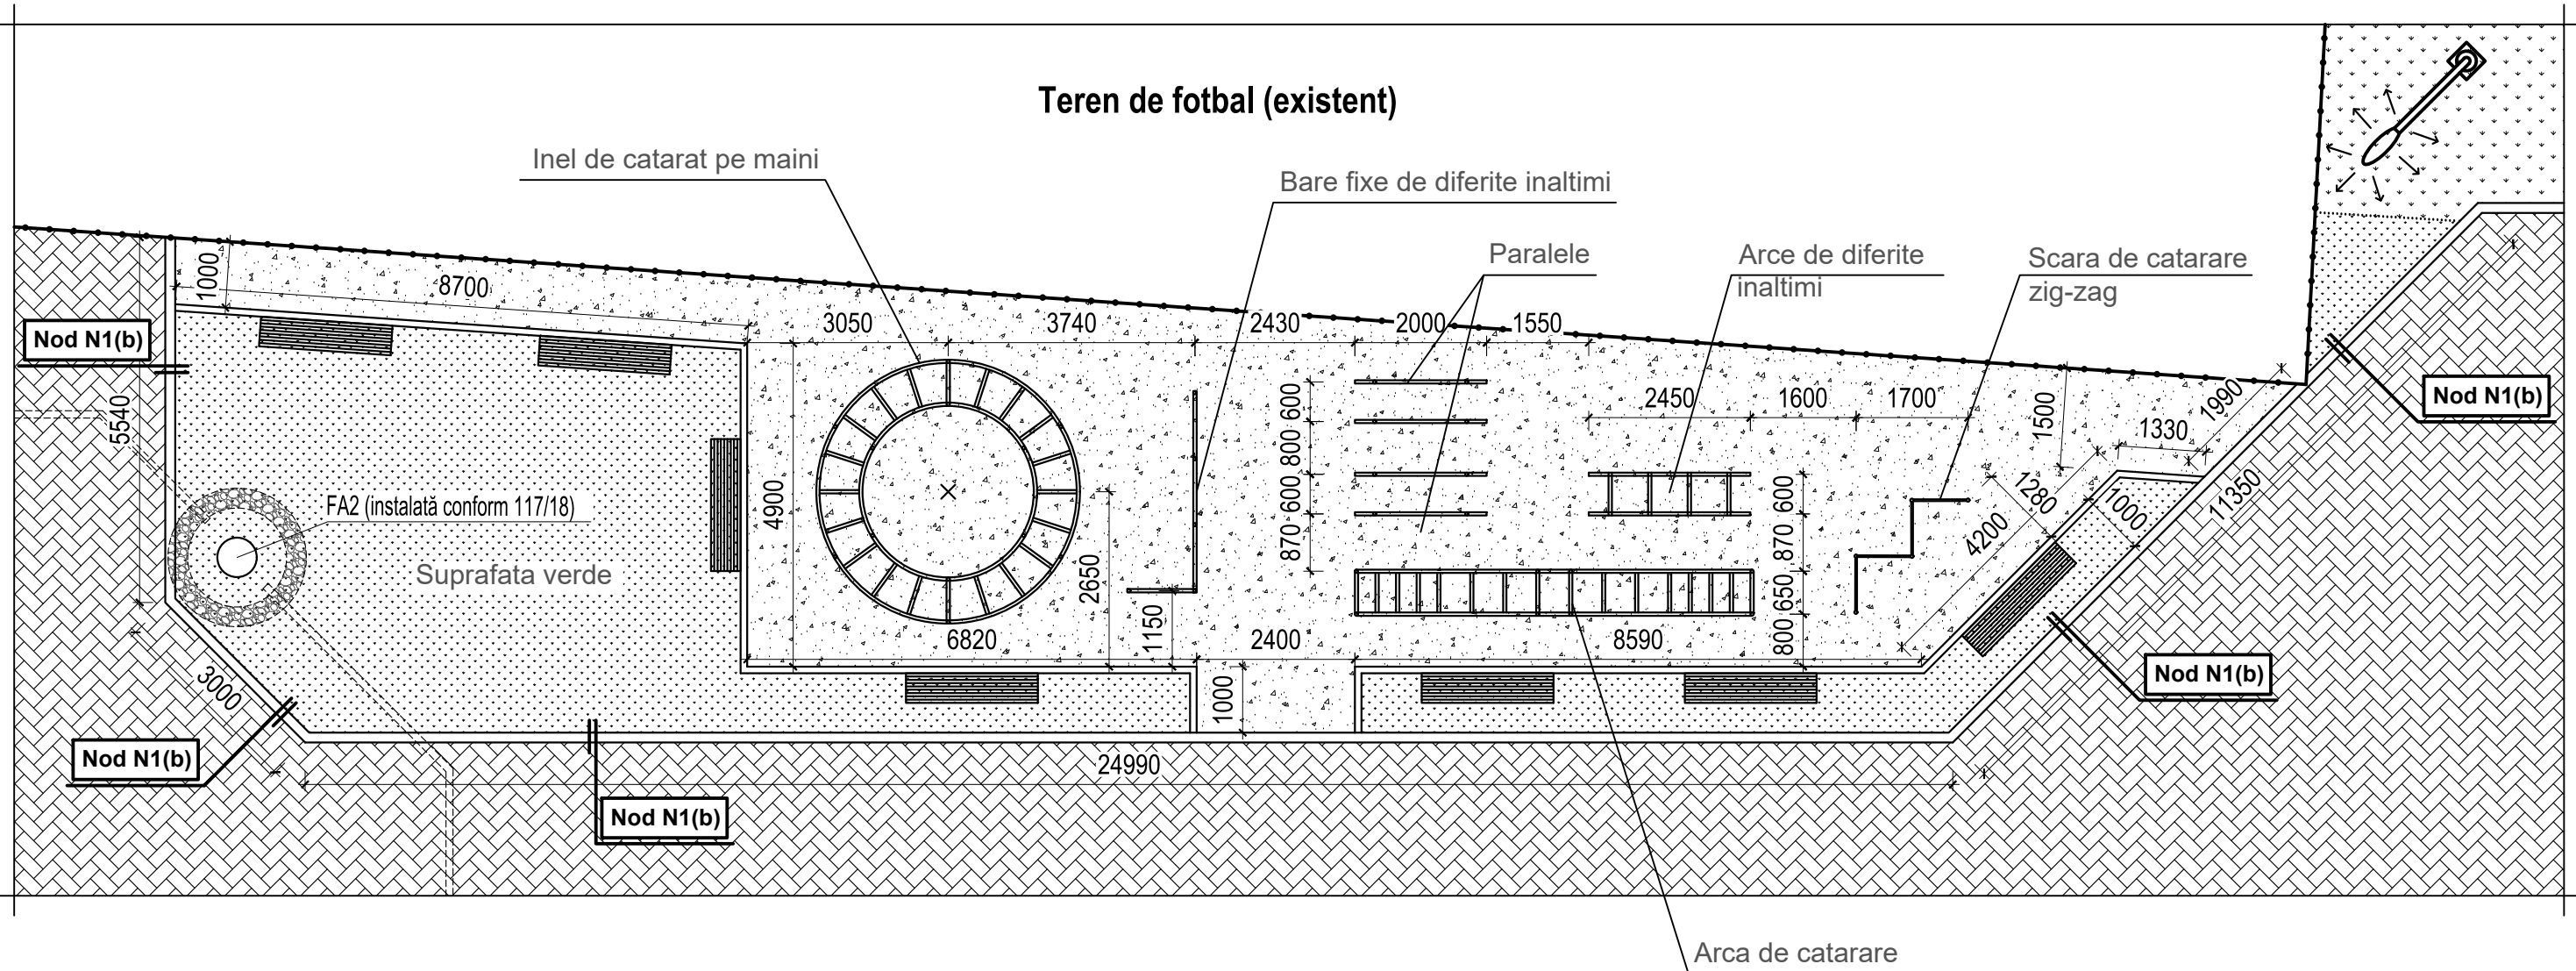 Teren de fotbal (existent)
Inel de catarat pe maini
Bare fixe de diferite inaltimi
Paralele
Arce de diferite
inaltimi
Scara de catarare
zig-zag
1000
8700
3050
3740
2430
2000
1550
Nod N1(b)
5540
600
800
600
870
2450
1600
1700
1500
1990
1330
Nod N1(b)
4900
FA2 (instalată conform 117/18)
Suprafata verde
2650
1150
600
870
650
800
1280
1000
4200
11350
6820
2400
8590
3000
1000
Nod N1(b)
Nod N1(b)
24990
Nod N1(b)
Arca de catarare